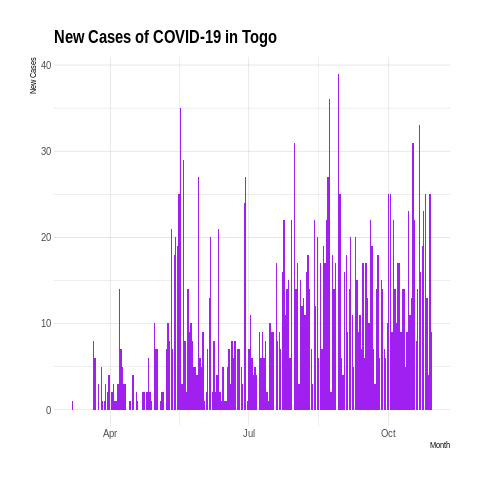 New Cases of COVID-19 in Togo
New Cases
40
30
20
10
0
Apr
Jul
Oct
Month